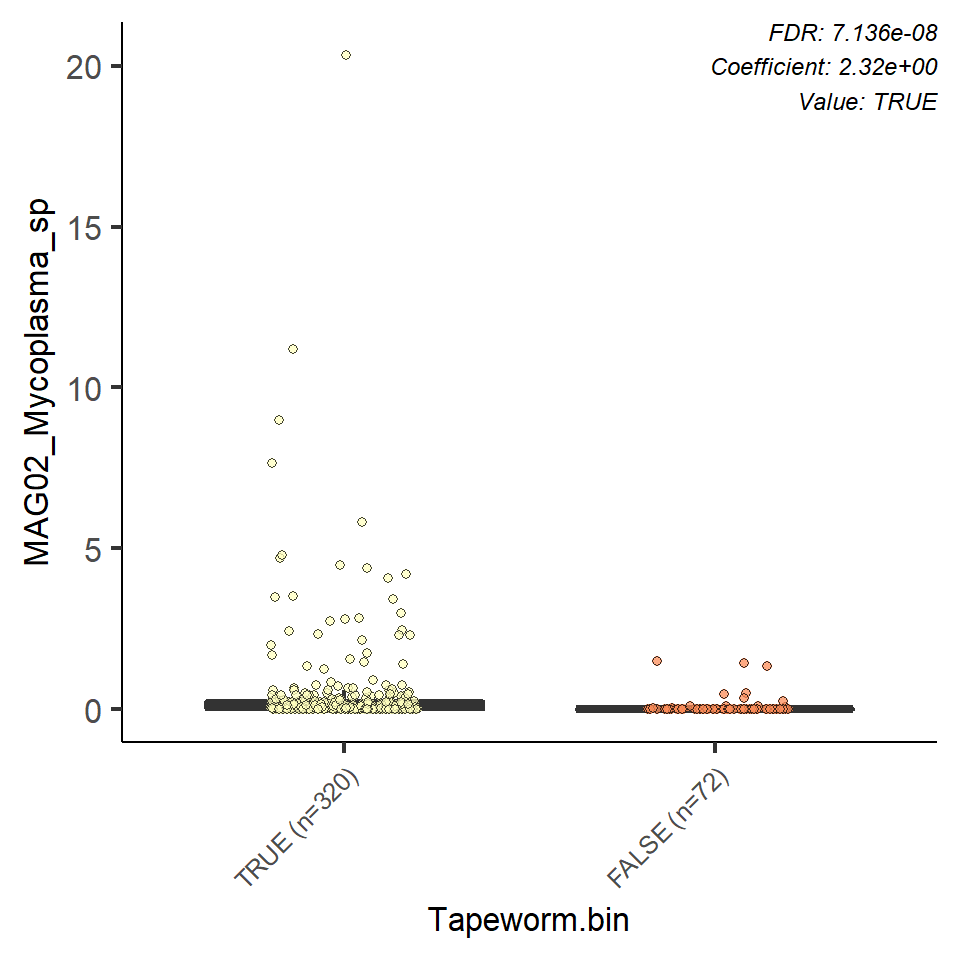 FDR: 7.136e-08
Coefficient: 2.32e+00
Value: TRUE
MAG02_Mycoplasma_sp
20
15
10
5
0
TRUE (n=320)
FALSE (n=72)
Tapeworm.bin